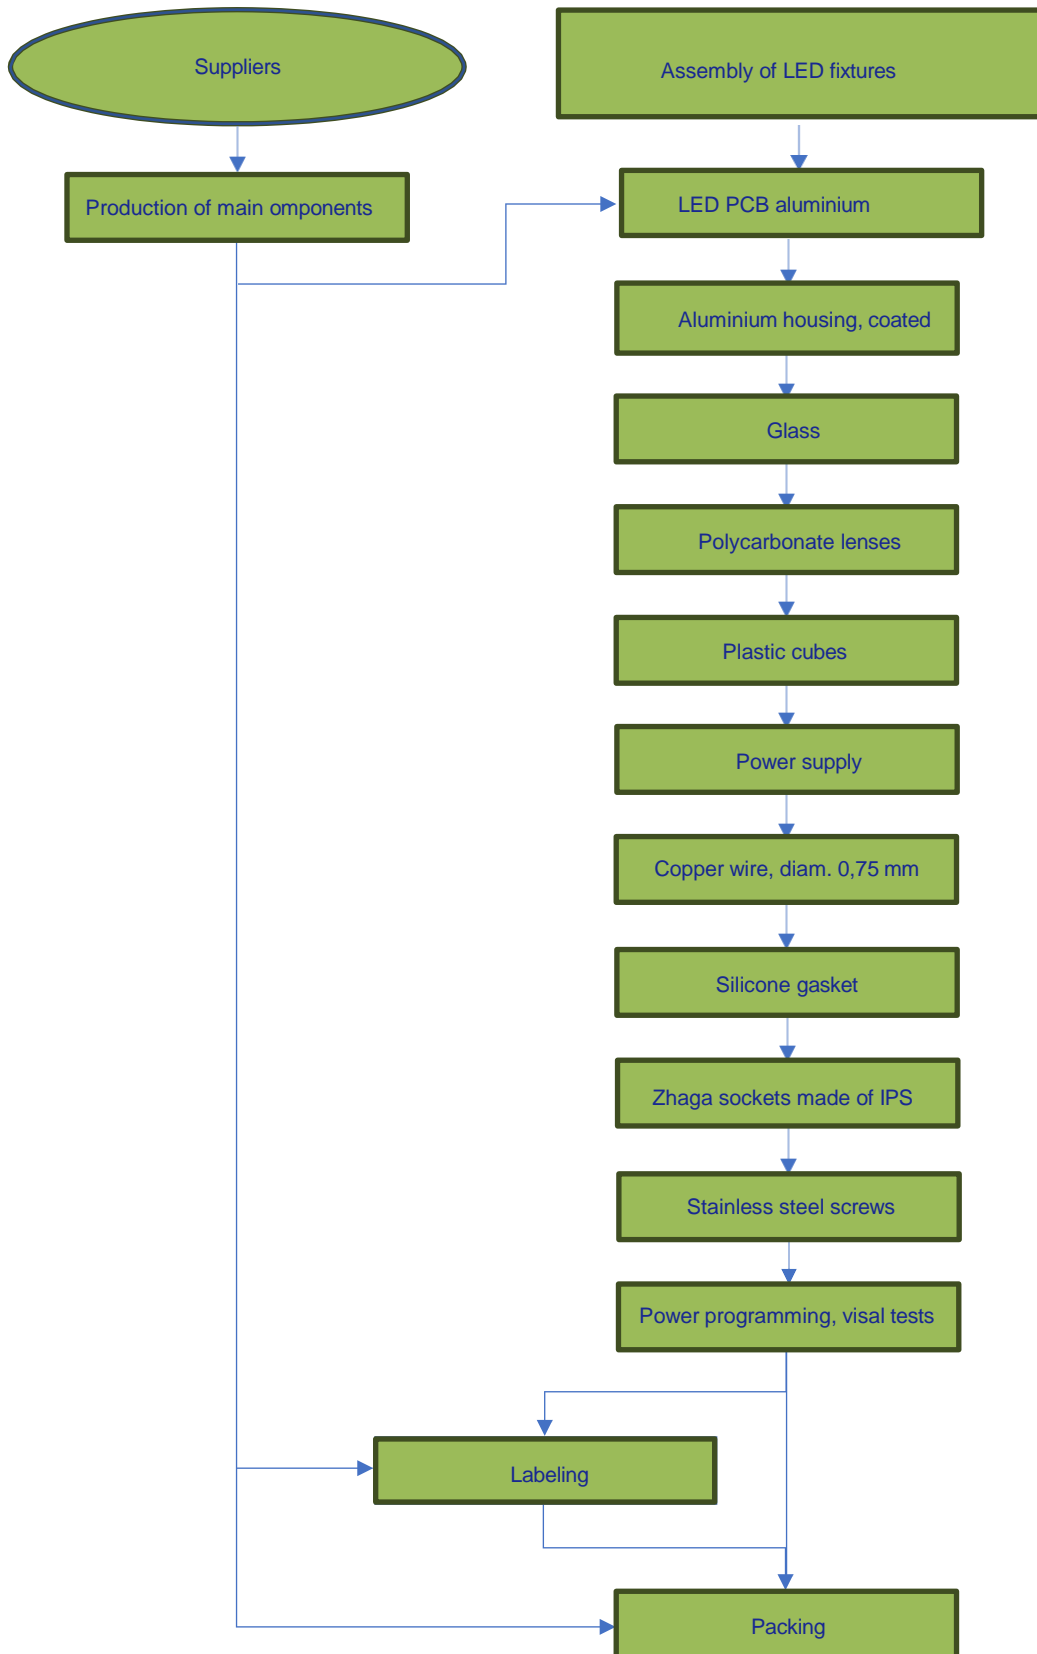 Suppliers
Assembly of LED fixtures
Production of main omponents
LED PCB aluminium
Aluminium housing, coated
Glass
Polycarbonate lenses
Plastic cubes
Power supply
Copper wire, diam. 0,75 mm
Silicone gasket
Zhaga sockets made of IPS
Stainless steel screws
Power programming, visal tests
Labeling
Packing